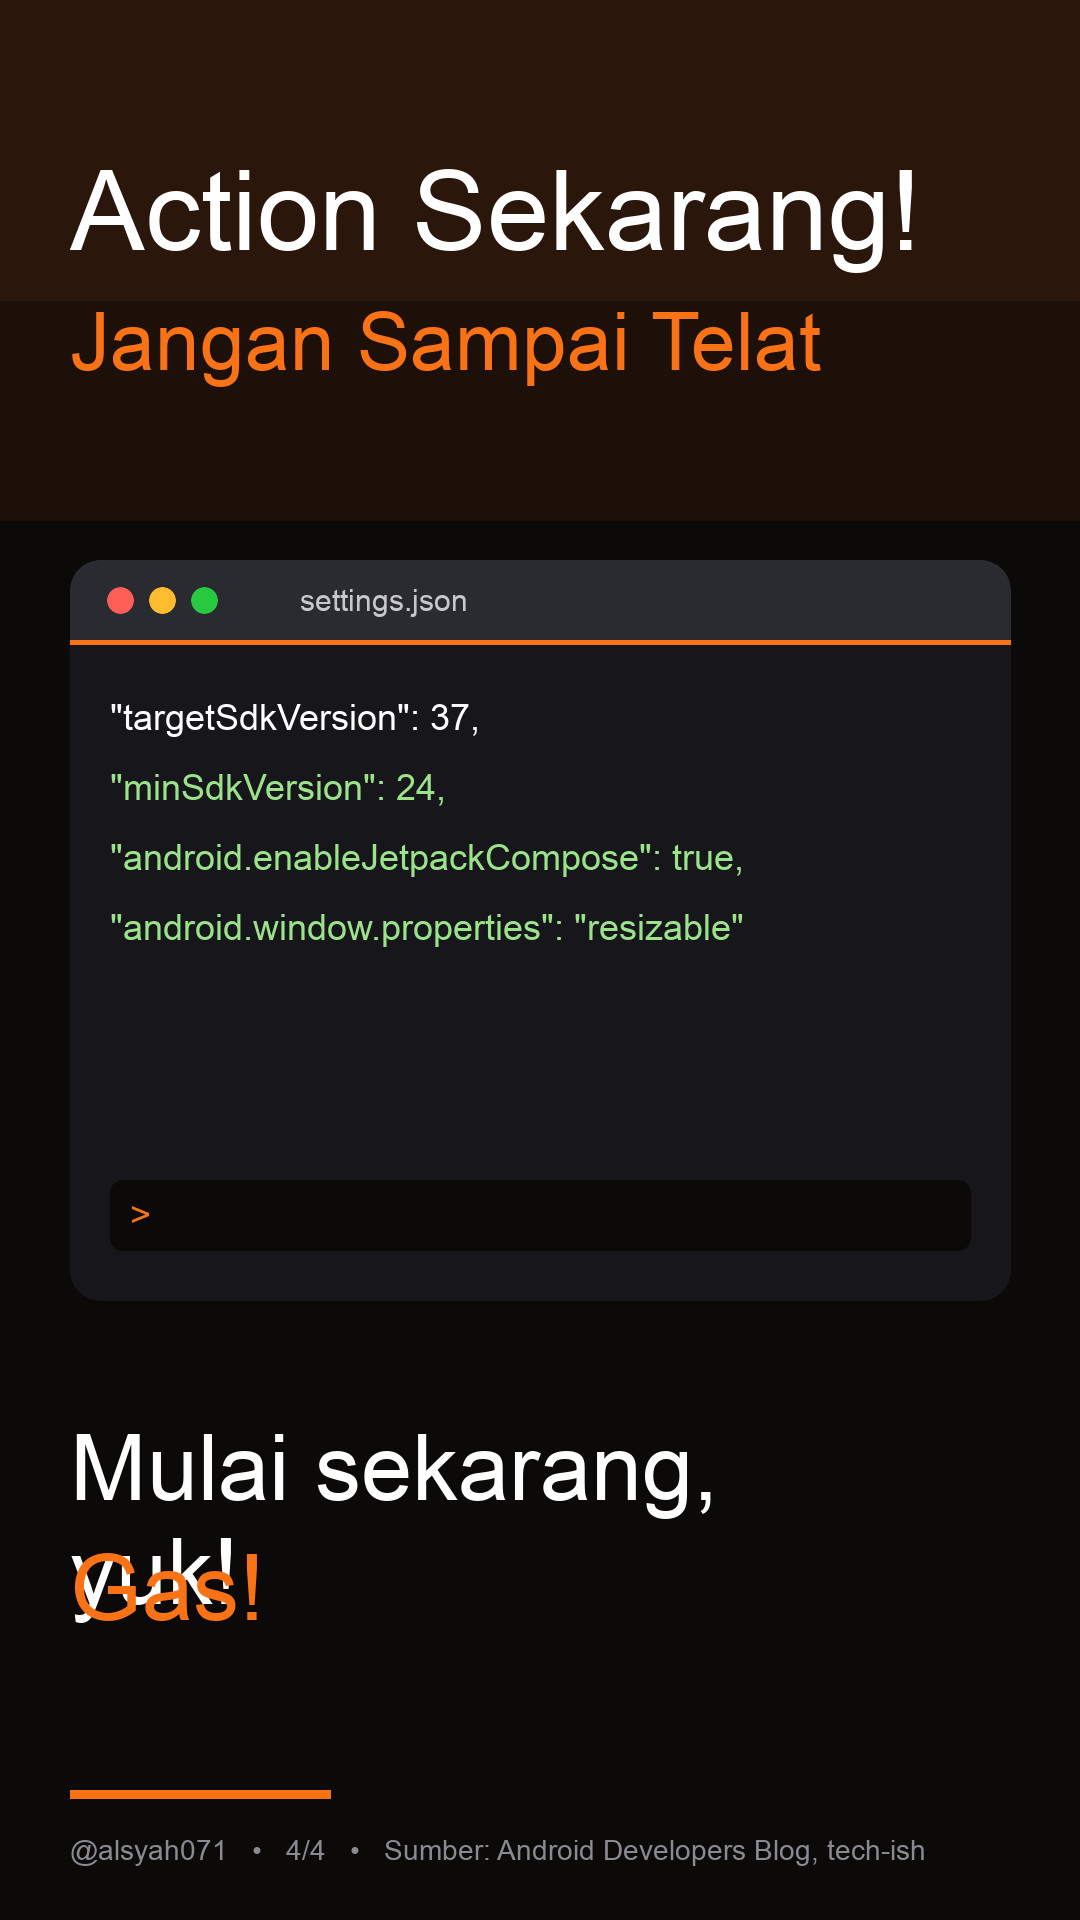 Action Sekarang!
Jangan Sampai Telat
settings.json
"targetSdkVersion": 37,
"minSdkVersion": 24,
"android.enableJetpackCompose": true,
"android.window.properties": "resizable"
>
Mulai sekarang,
yuk!
Gas!
@alsyah071 • 4/4 • Sumber: Android Developers Blog, tech-ish